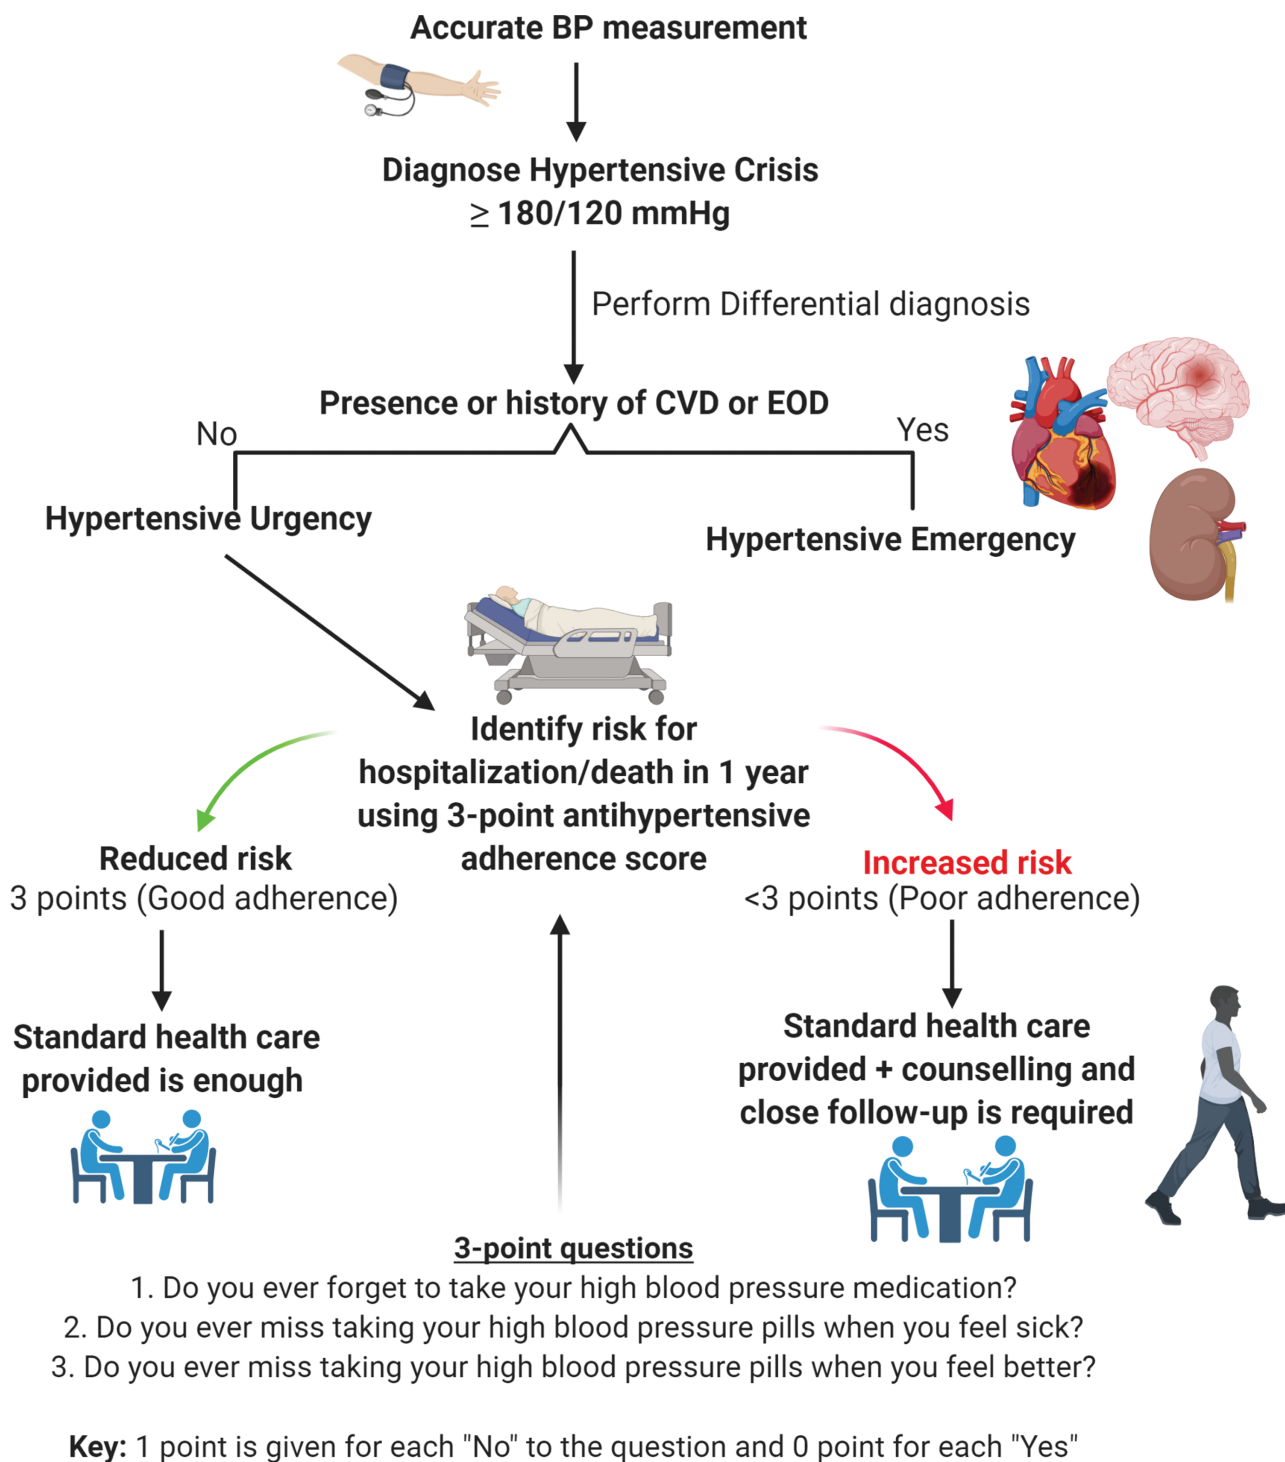 Accurate BP measurement
Diagnose Hypertensive Crisis
≥ 180/120 mmHg
Perform Differential diagnosis
Presence or history of CVD or EOD
No
Yes
Hypertensive Urgency
Hypertensive Emergency
Identify risk for
hospitalization/death in 1 year
using 3-point antihypertensive
adherence score
Reduced risk
3 points (Good adherence)
Increased risk
<3 points (Poor adherence)
Standard health care
provided is enough
Standard health care
provided + counselling and
close follow-up is required
3-point questions
1. Do you ever forget to take your high blood pressure medication?
2. Do you ever miss taking your high blood pressure pills when you feel sick?
3. Do you ever miss taking your high blood pressure pills when you feel better?
Key: 1 point is given for each "No" to the question and 0 point for each "Yes"